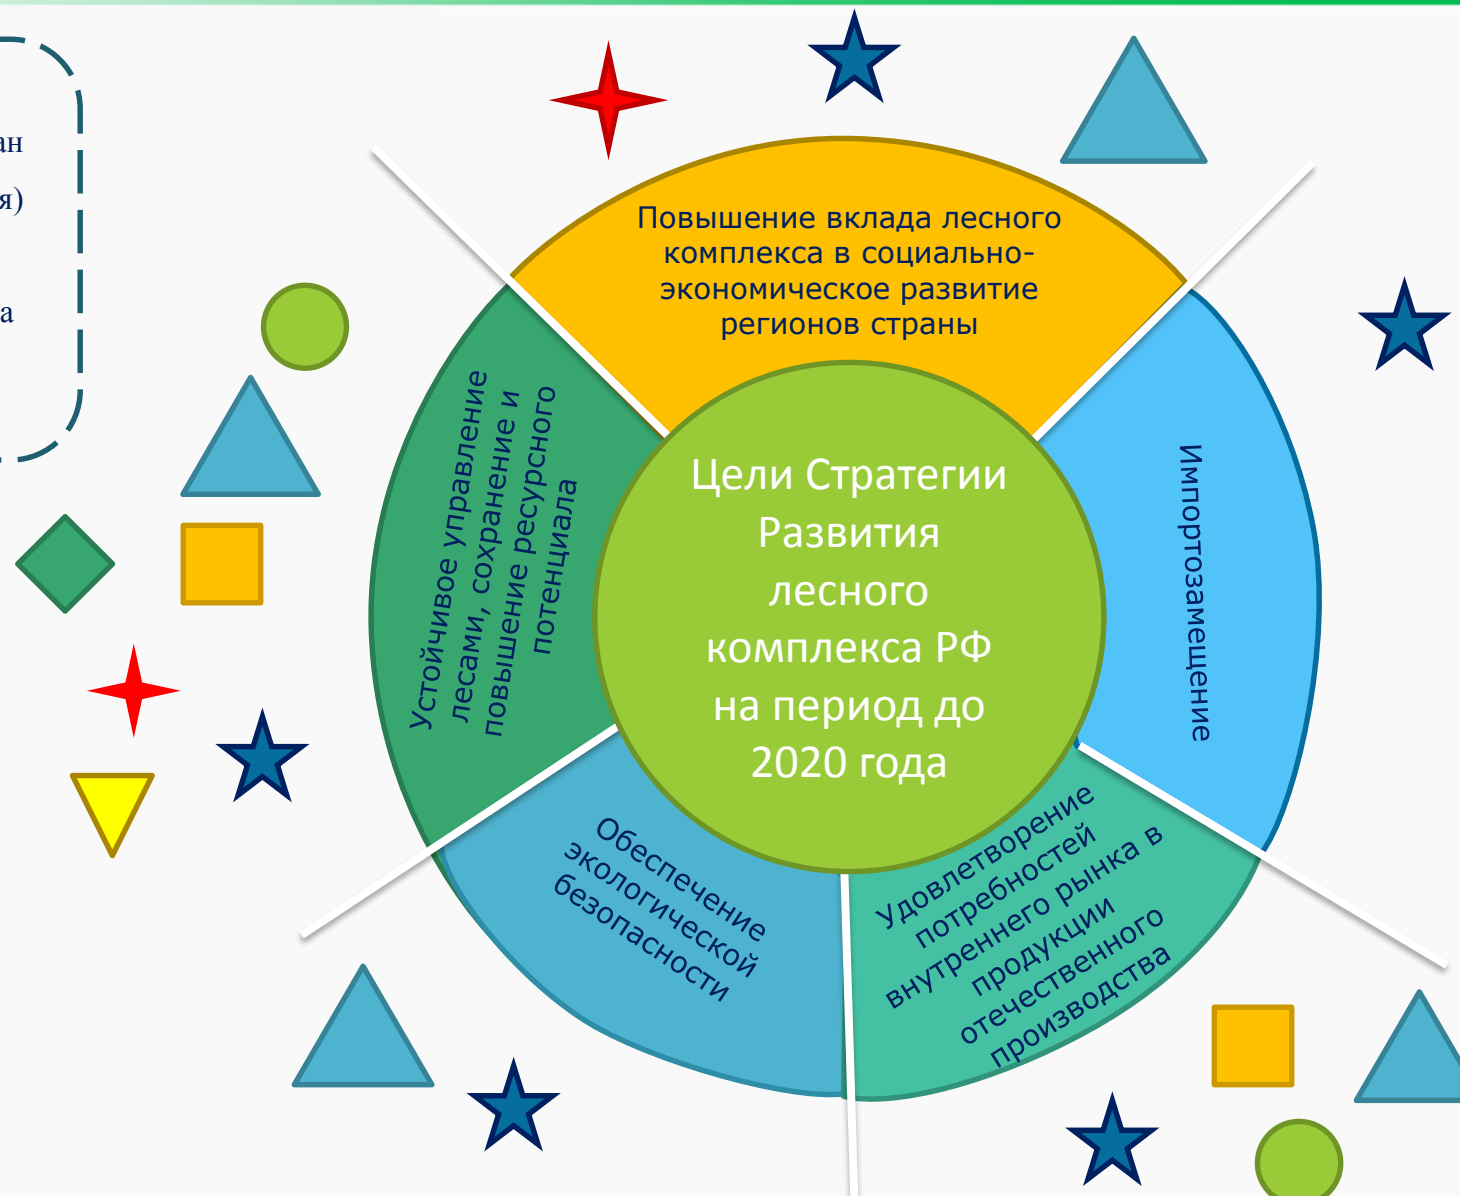 Повышение вклада лесного
комплекса в социально-
экономическое развитие
регионов страны
Импортозамещение
Удовлетворение
потребностей
внутреннего рынка в
продукции
отечественного
производства
Обеспечение
экологической
безопасности
Устойчивое управление
лесами, сохранение и
повышение ресурсного
потенциала
Цели Стратегии
Развития
лесного
комплекса РФ
на период до
2020 года